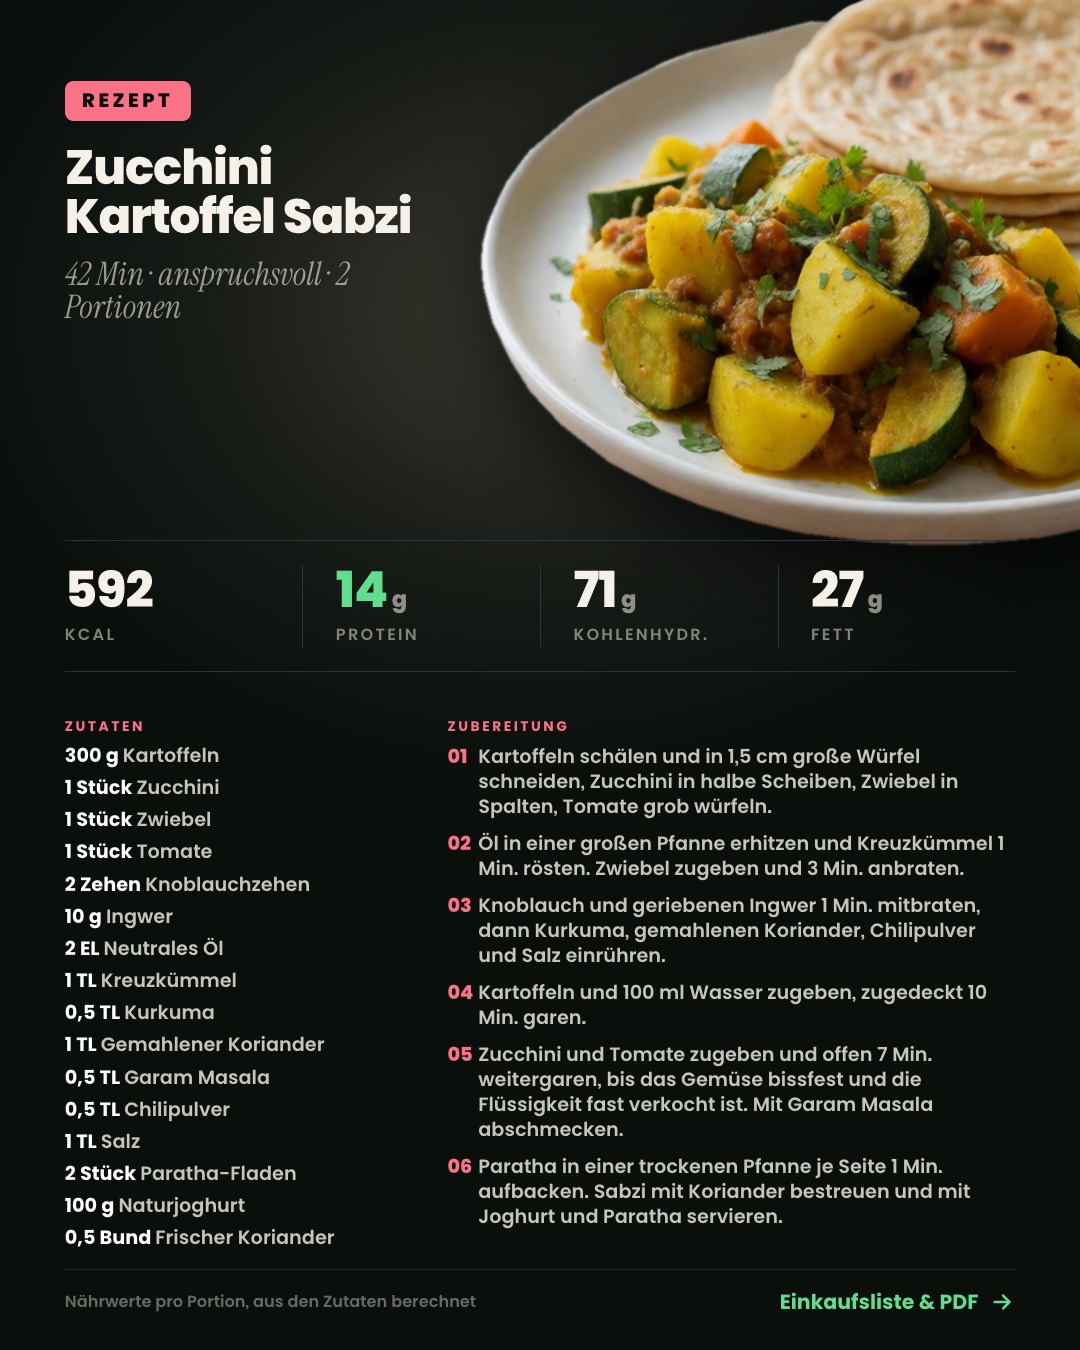 REZEPT
Zucchini
Kartoffel Sabzi
42 Min · anspruchsvoll · 2
Portionen
592
KCAL
14 g
PROTEIN
71 g
KOHLENHYDR.
27 g
FETT
ZUTATEN
300 g Kartoffeln
1 Stück Zucchini
1 Stück Zwiebel
1 Stück Tomate
2 Zehen Knoblauchzehen
10 g Ingwer
2 EL Neutrales Öl
1 TL Kreuzkümmel
0,5 TL Kurkuma
1 TL Gemahlener Koriander
0,5 TL Garam Masala
0,5 TL Chilipulver
1 TL Salz
2 Stück Paratha-Fladen
100 g Naturjoghurt
0,5 Bund Frischer Koriander
ZUBEREITUNG
01 Kartoffeln schälen und in 1,5 cm große Würfel
schneiden, Zucchini in halbe Scheiben, Zwiebel in
Spalten, Tomate grob würfeln.
02 Öl in einer großen Pfanne erhitzen und Kreuzkümmel 1
Min. rösten. Zwiebel zugeben und 3 Min. anbraten.
03 Knoblauch und geriebenen Ingwer 1 Min. mitbraten,
dann Kurkuma, gemahlenen Koriander, Chilipulver
und Salz einrühren.
04 Kartoffeln und 100 ml Wasser zugeben, zugedeckt 10
Min. garen.
05 Zucchini und Tomate zugeben und offen 7 Min.
weitergaren, bis das Gemüse bissfest und die
Flüssigkeit fast verkocht ist. Mit Garam Masala
abschmecken.
06 Paratha in einer trockenen Pfanne je Seite 1 Min.
aufbacken. Sabzi mit Koriander bestreuen und mit
Joghurt und Paratha servieren.
Nährwerte pro Portion, aus den Zutaten berechnet
Einkaufsliste & PDF →